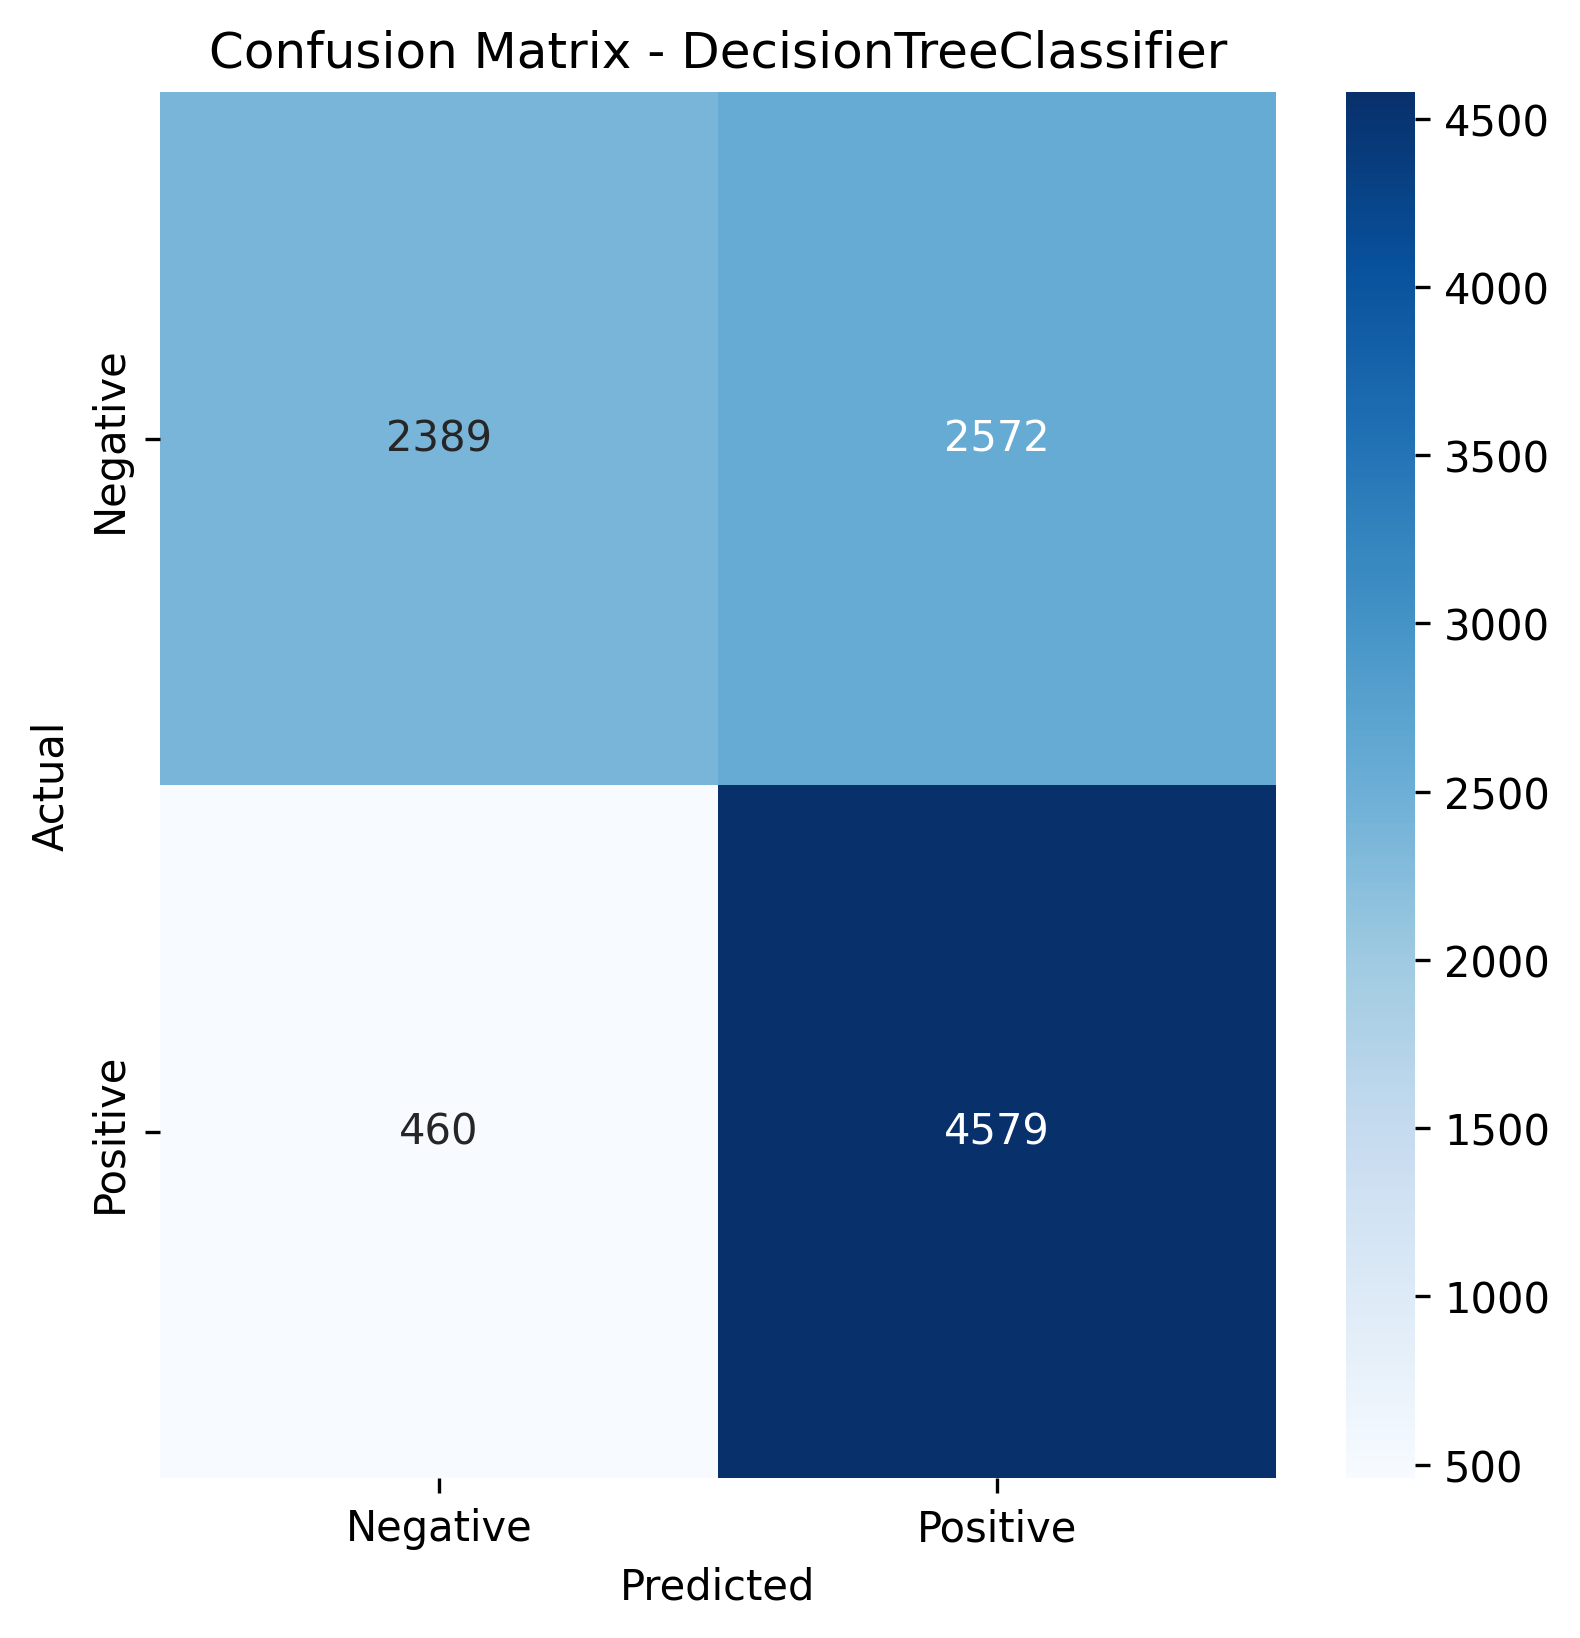 Confusion Matrix - DecisionTreeClassifier
Actual
Negative
Positive
2389 2572
460 4579
Negative Positive
Predicted
4500
4000
3500
3000
2500
2000
1500
1000
500